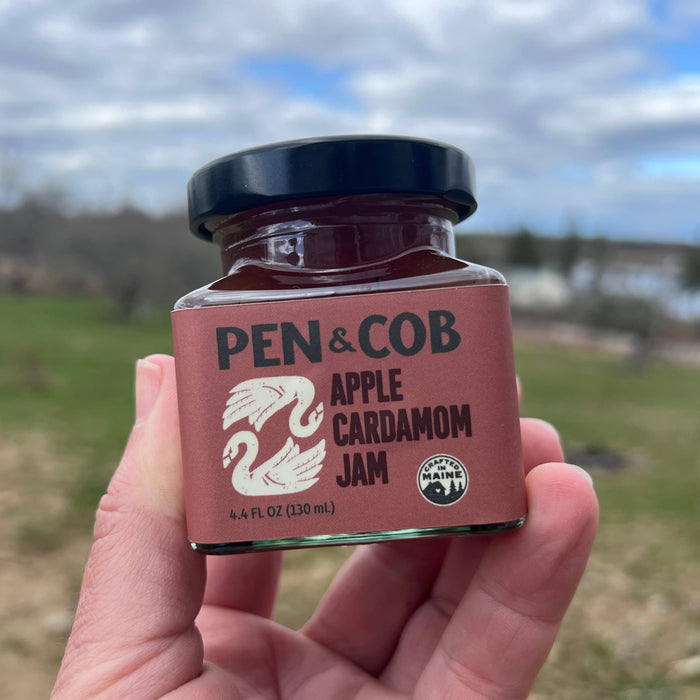 PEN & COB
APPLE
CARDAMOM
JAM
CRAFTED
IN
MAINE
4.4 FL OZ (130 ml.)